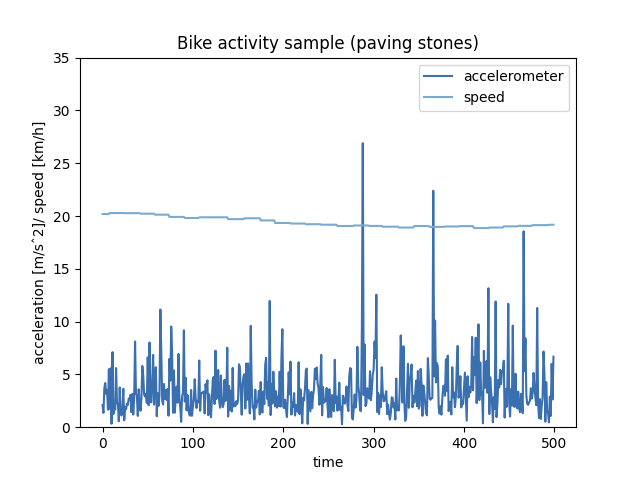 Bike activity sample (paving stones)
accelerometer
speed
35
30
25
20
15
10
5
0
acceleration [m/s^2]/ speed [km/h]
0 100 200 300 400 500
time